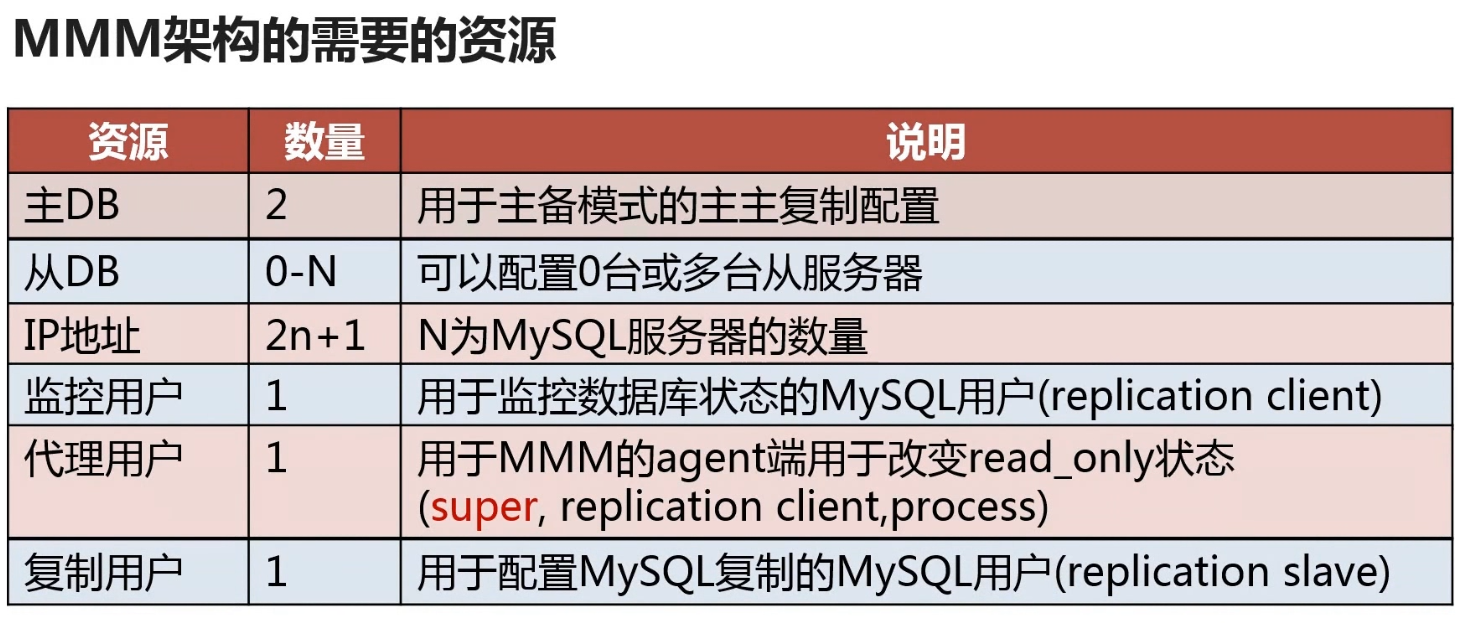 MMM架构的需要的资源
资源 数量 说明
主DB 2 用于主备模式的主主复制配置
从DB 0-N 可以配置0台或多台从服务器
IP地址 2n+1 N为MySQL服务器的数量
监控用户 1 用于监控数据库状态的MySQL用户(replication client)
代理用户 1 用于MMM的agent端用于改变read_only状态
(super, replication client,process)
复制用户 1 用于配置MySQL复制的MySQL用户(replication slave)